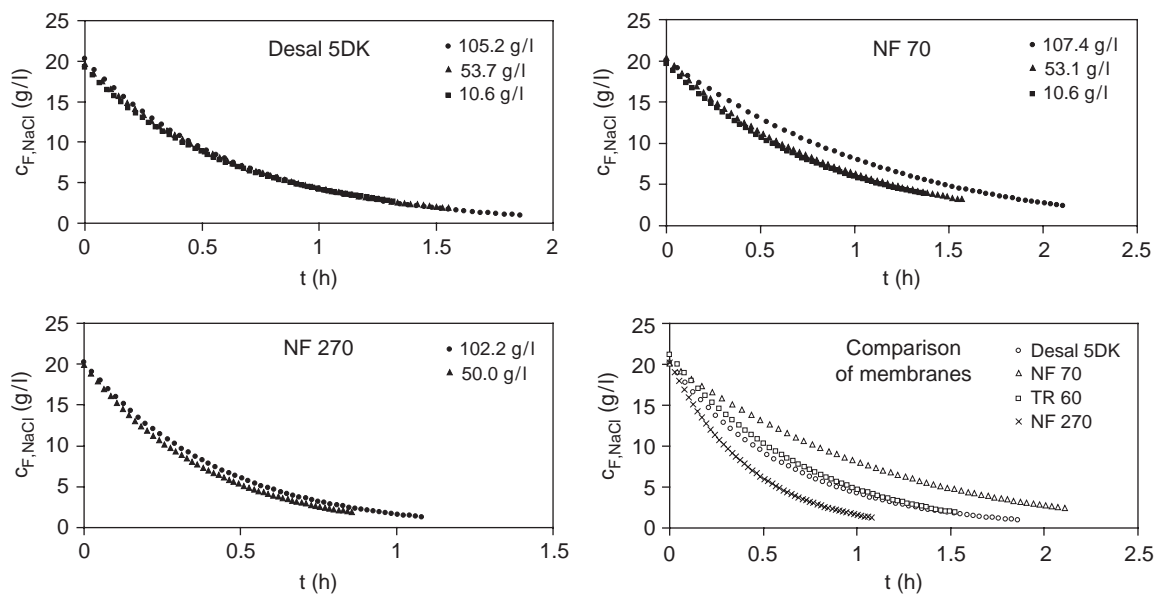 Desal 5DK
105.2 g/l
53.7 g/l
10.6 g/l
c_F,NaCl (g/l)
25
20
15
10
5
0
0 0.5 1 1.5 2
t (h)
NF 70
107.4 g/l
53.1 g/l
10.6 g/l
c_F,NaCl (g/l)
25
20
15
10
5
0
0 0.5 1 1.5 2 2.5
t (h)
NF 270
102.2 g/l
50.0 g/l
c_F,NaCl (g/l)
25
20
15
10
5
0
0 0.5 1 1.5
t (h)
Comparison
of membranes
Desal 5DK
NF 70
TR 60
NF 270
c_F,NaCl (g/l)
25
20
15
10
5
0
0 0.5 1 1.5 2 2.5
t (h)